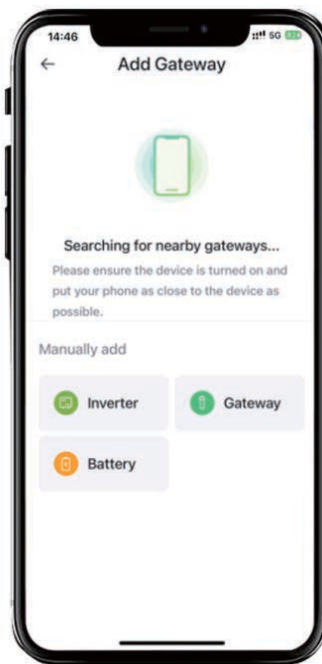 14:46
5G
Add Gateway
Searching for nearby gateways...
Please ensure the device is turned on and
put your phone as close to the device as
possible.
Manually add
Inverter
Gateway
Battery